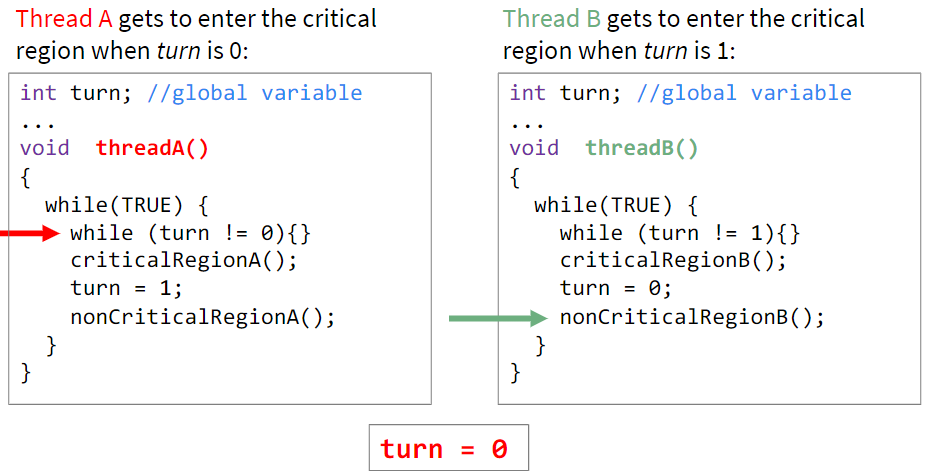 Thread A gets to enter the critical
region when turn is 0:
int turn; //global variable
...
void  threadA()
{
  while(TRUE) {
    while (turn != 0){}
    criticalRegionA();
    turn = 1;
    nonCriticalRegionA();
  }
}
Thread B gets to enter the critical
region when turn is 1:
int turn; //global variable
...
void  threadB()
{
  while(TRUE) {
    while (turn != 1){}
    criticalRegionB();
    turn = 0;
    nonCriticalRegionB();
  }
}
turn = 0